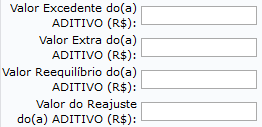 Valor Excedente do(a)
ADITIVO (R$):
Valor Extra do(a)
ADITIVO (R$):
Valor Reequilíbrio do(a)
ADITIVO (R$):
Valor do Reajuste
do(a) ADITIVO (R$):